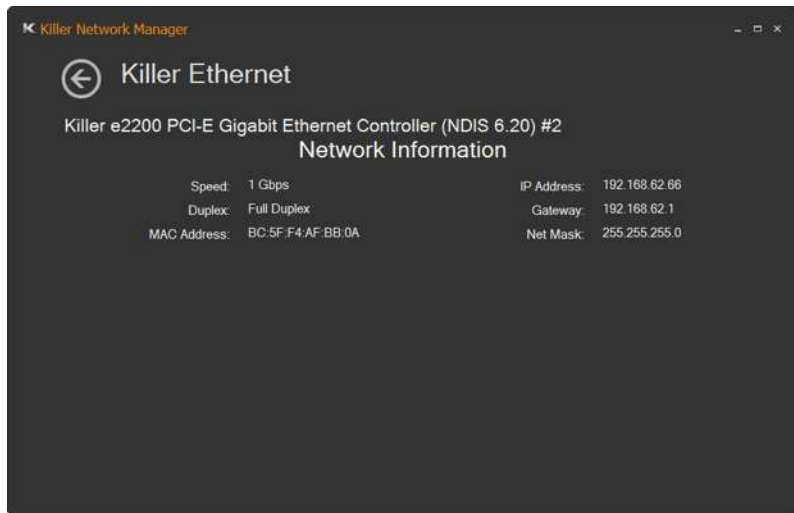 Killer Network Manager
Killer Ethernet
Killer e2200 PCI-E Gigabit Ethernet Controller (NDIS 6.20) #2
Network Information
Speed: 1 Gbps IP Address: 192.168.62.66
Duplex: Full Duplex Gateway: 192.168.62.1
MAC Address: BC:5F:F4:AF:BB:0A Net Mask: 255.255.255.0